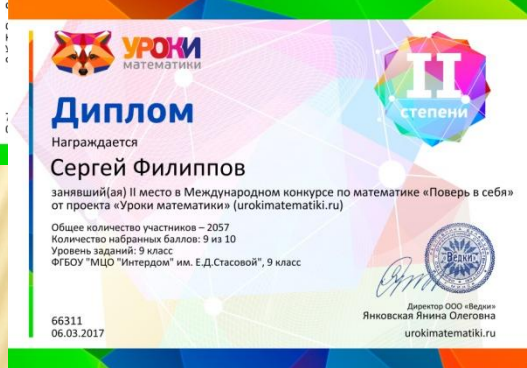 УРОКИ
математики
II
степени
Диплом
Награждается
Сергей Филиппов
занявший(ая) II место в Международном конкурсе по математике «Поверь в себя»
от проекта «Уроки математики» (urokimatematiki.ru)
Общее количество участников – 2057
Количество набранных баллов: 9 из 10
Уровень заданий: 9 класс
ФГБОУ "МЦО "Интердом" им. Е.Д.Стасовой", 9 класс
Ведки
Директор ООО «Ведки»
Янковская Янина Олеговна
66311
06.03.2017
urokimatematiki.ru